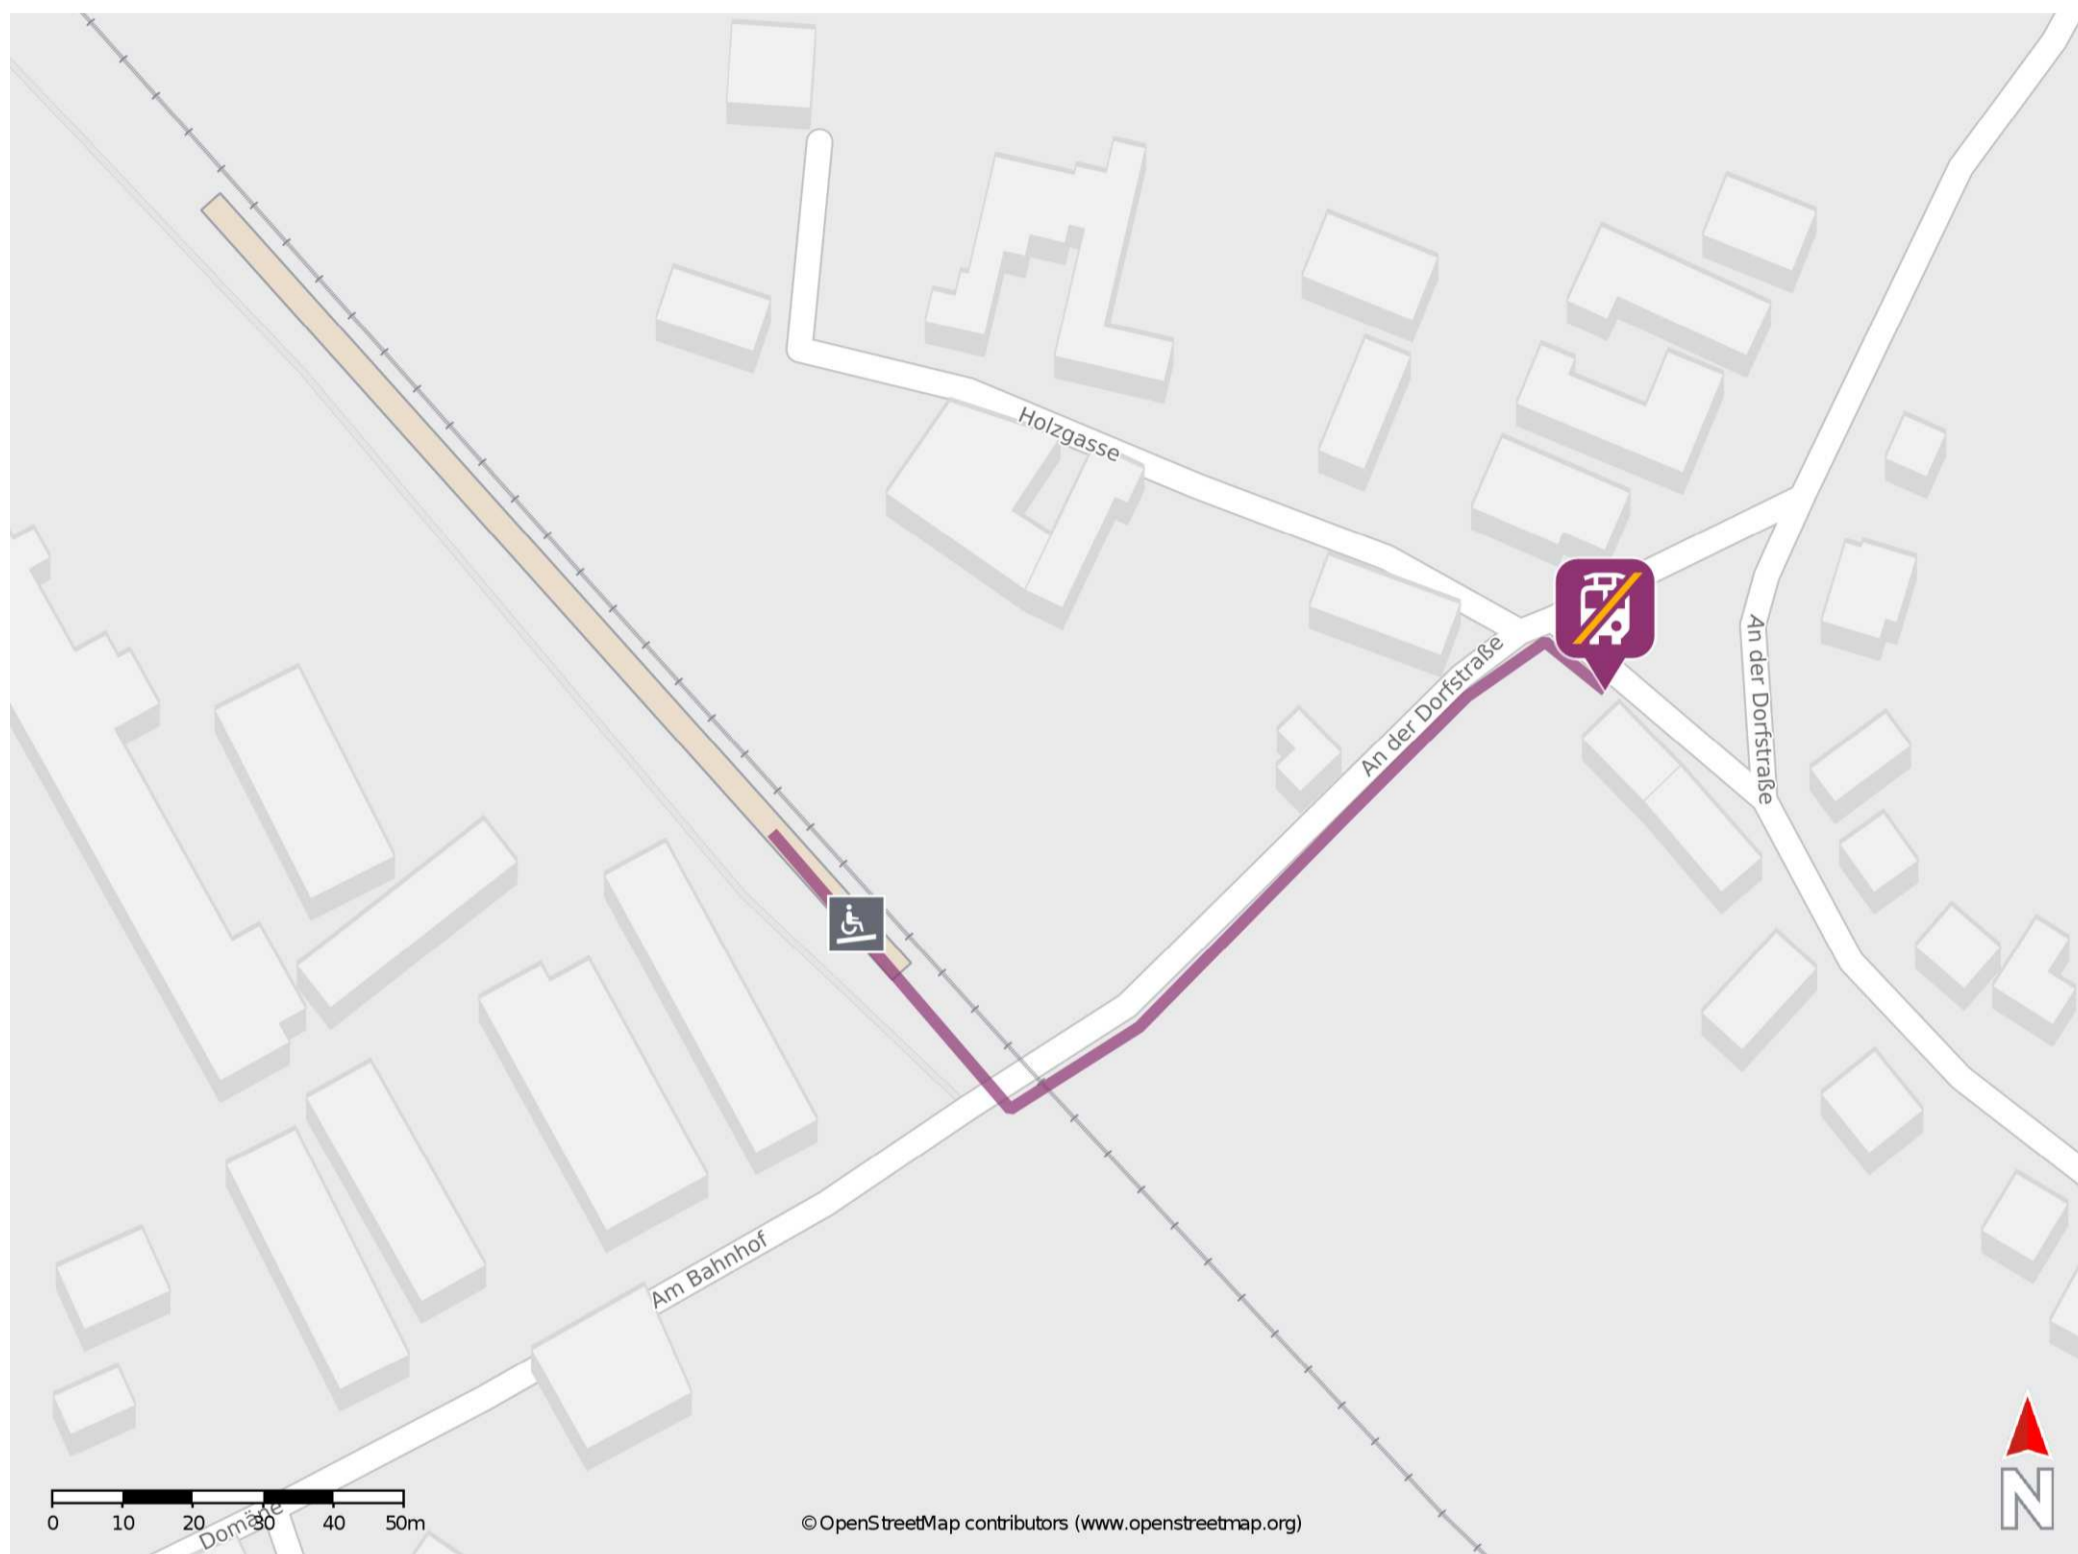 Holzgasse
An der Dorfstraße
An der Dorfstraße
Am Bahnhof
Domäne
0 10 20 30 40 50m
© OpenStreetMap contributors (www.openstreetmap.org)
N